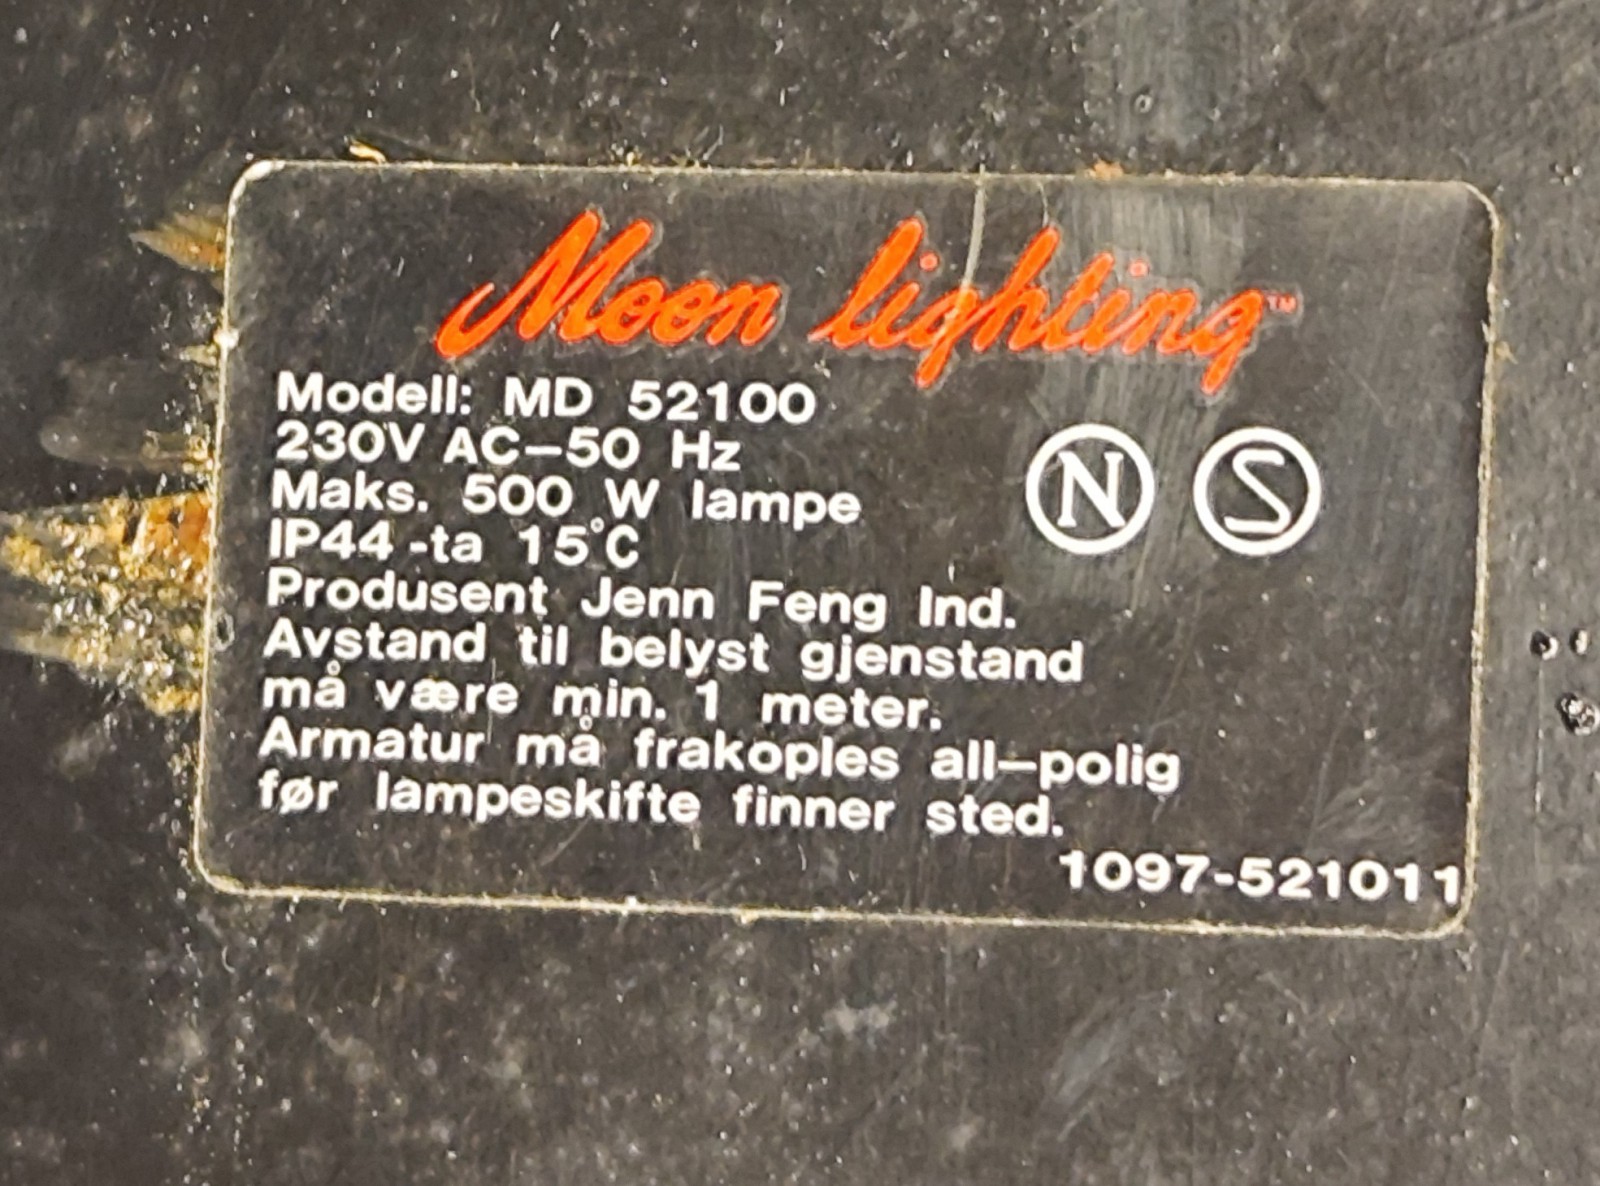 Moon lighting™
Modell: MD 52100
230V AC–50 Hz
Maks. 500 W lampe
N S
IP44 -ta 15°C
Produsent Jenn Feng Ind.
Avstand til belyst gjenstand
må være min. 1 meter.
Armatur må frakoples all–polig
før lampeskifte finner sted.
1097-521011